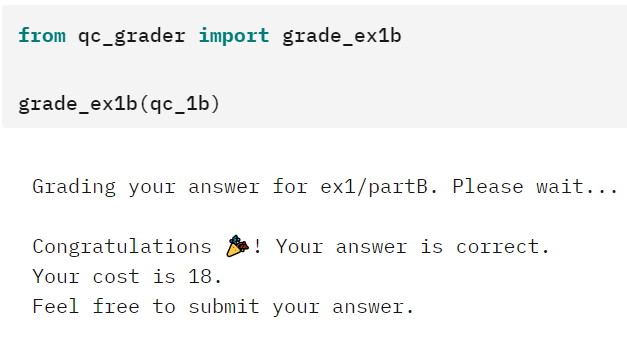 from qc_grader import grade_ex1b
grade_ex1b(qc_1b)
Grading your answer for ex1/partB. Please wait...
Congratulations 🎉! Your answer is correct.
Your cost is 18.
Feel free to submit your answer.